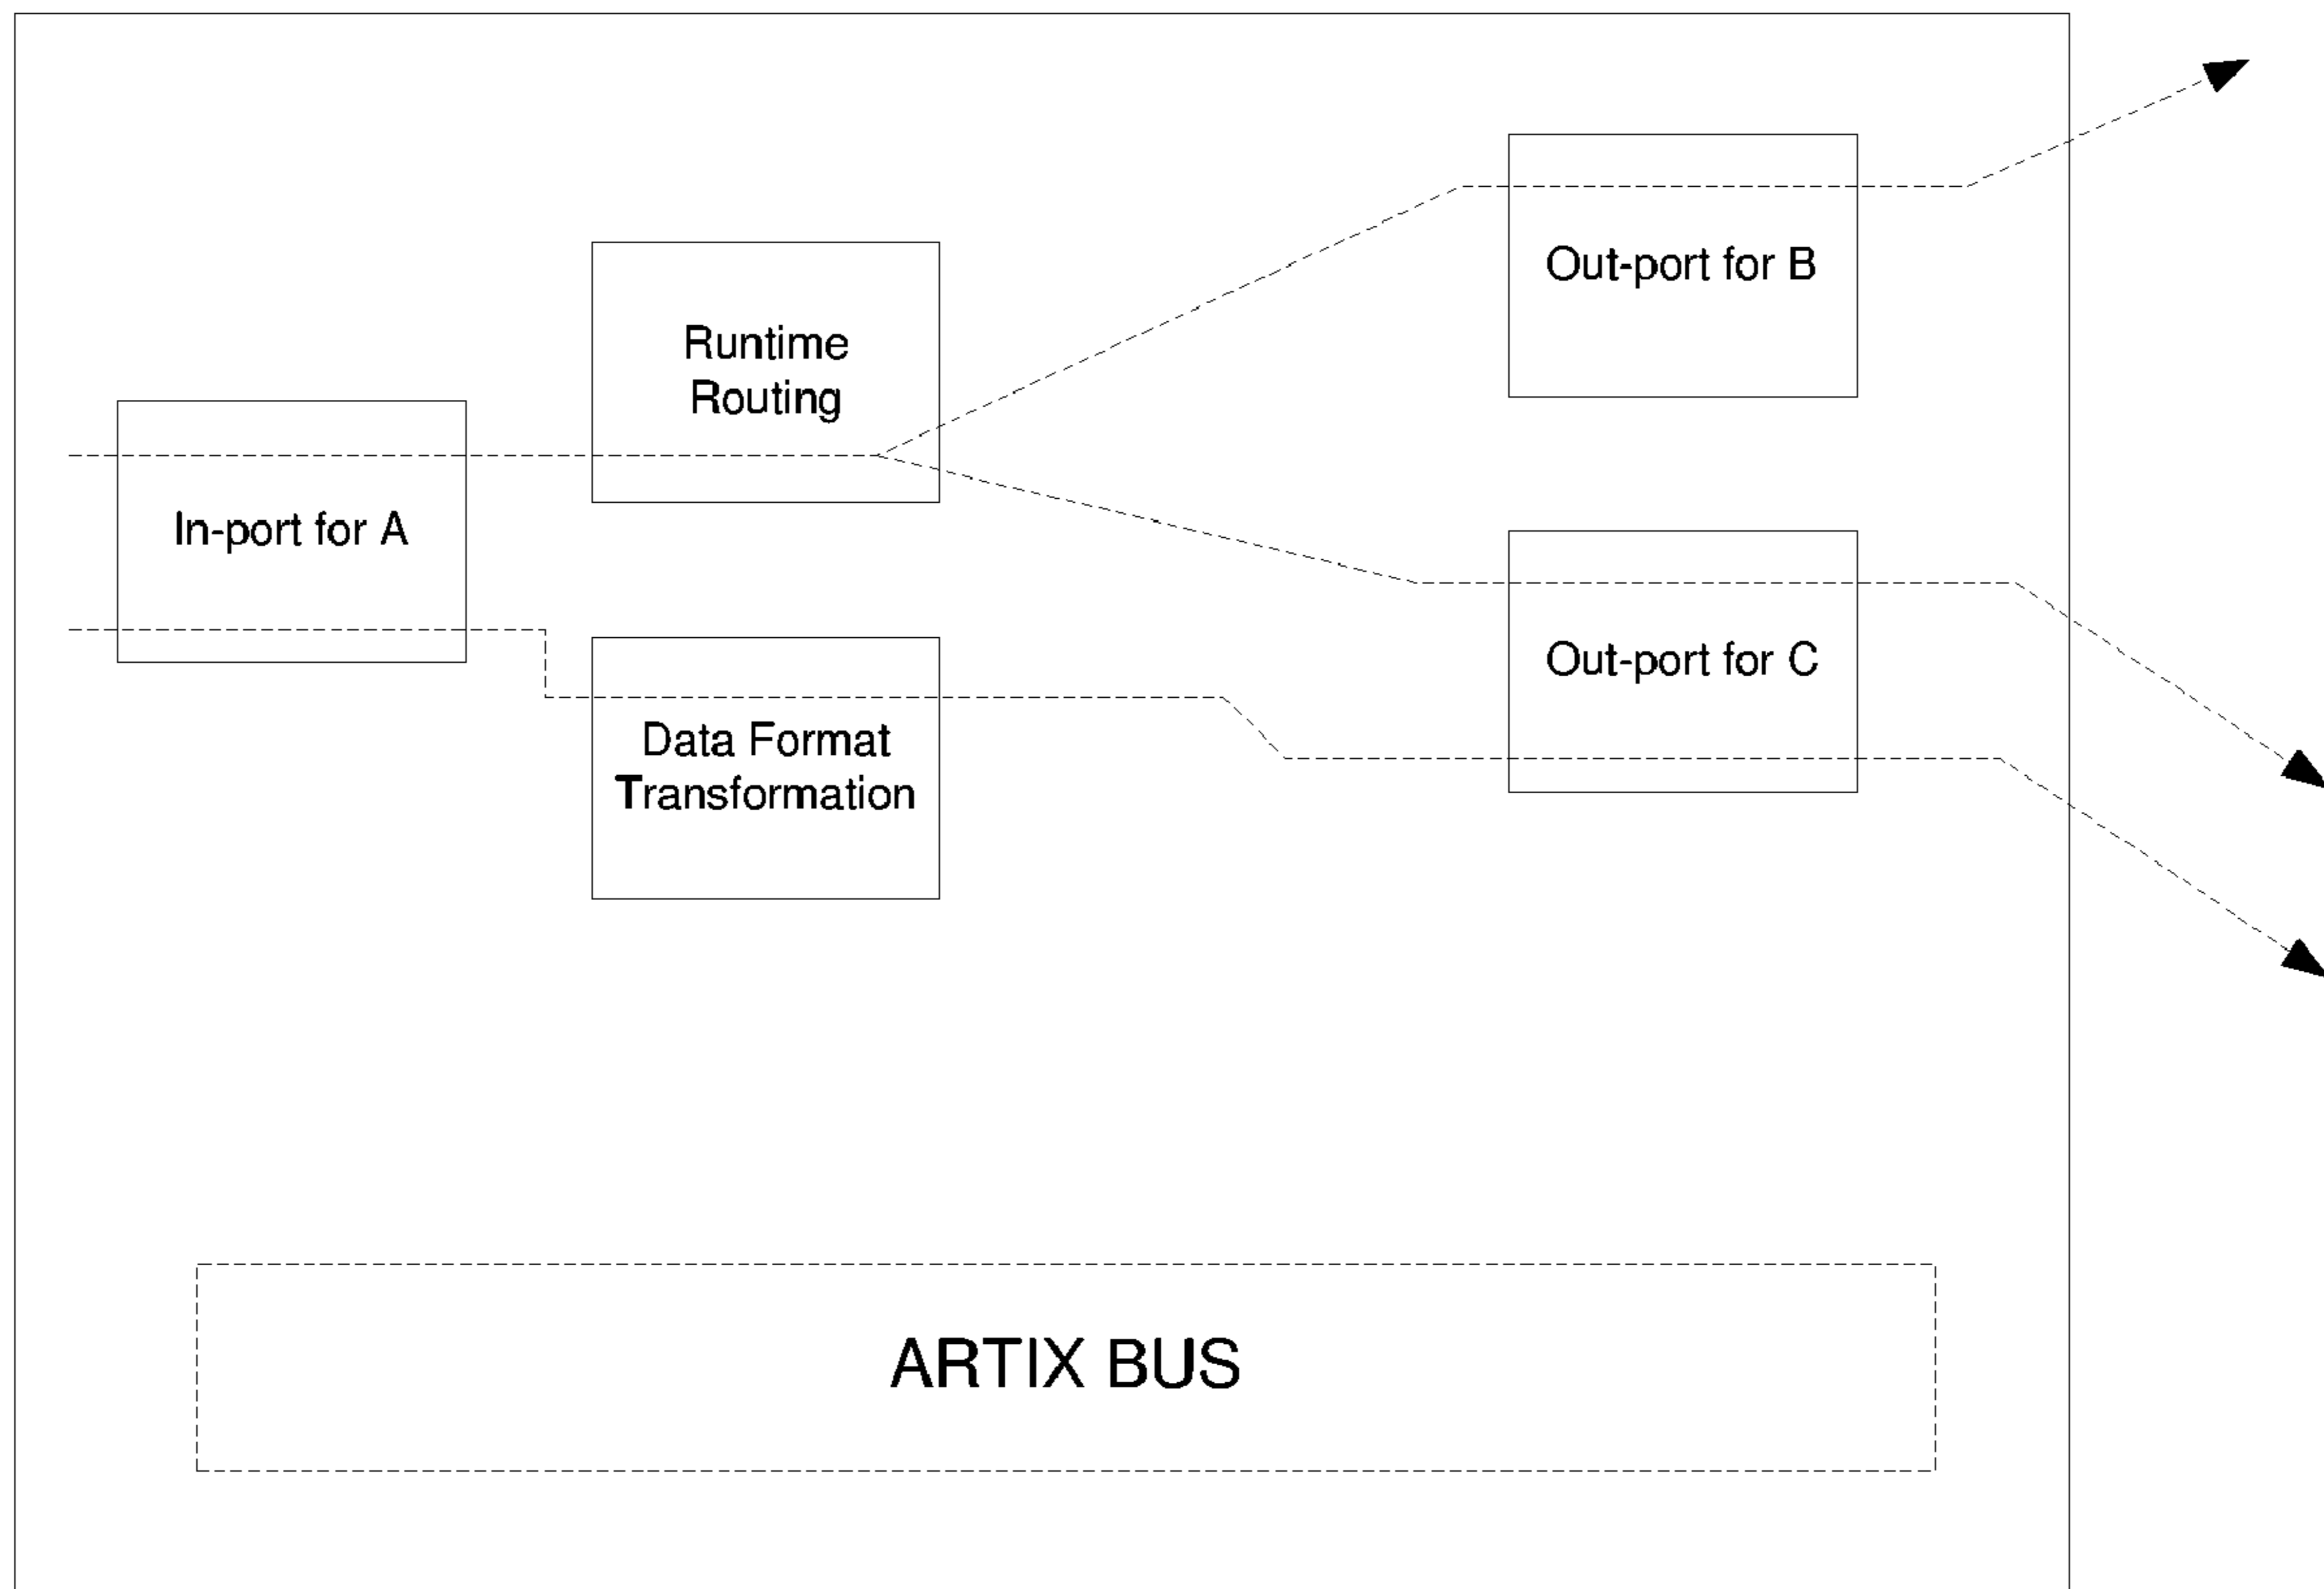 Out-port for B
Runtime
Routing
In-port for A
Out-port for C
Data Format
Transformation
ARTIX BUS